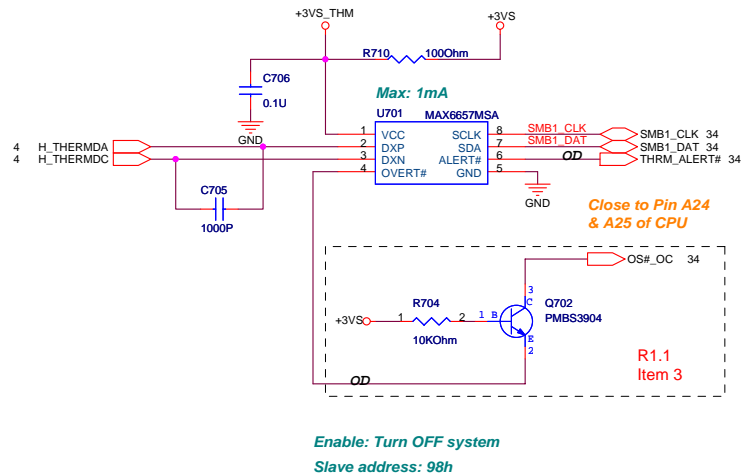 +3VS_THM
+3VS
R710
100Ohm
C706
0.1U
GND
Max: 1mA
U701
MAX6657MSA
4 H_THERMDA
4 H_THERMDC
1 VCC SCLK 8 SMB1_CLK SMB1_CLK 34
2 DXP SDA 7 SMB1_DAT SMB1_DAT 34
3 DXN ALERT# 6 OD THRM_ALERT# 34
4 OVERT# GND 5
GND
C705
1000P
Close to Pin A24
& A25 of CPU
OS#_OC 34
3
C
Q702
PMBS3904
+3VS
1
R704
2
10KOhm
1 B
E
2
OD
R1.1
Item 3
Enable: Turn OFF system
Slave address: 98h